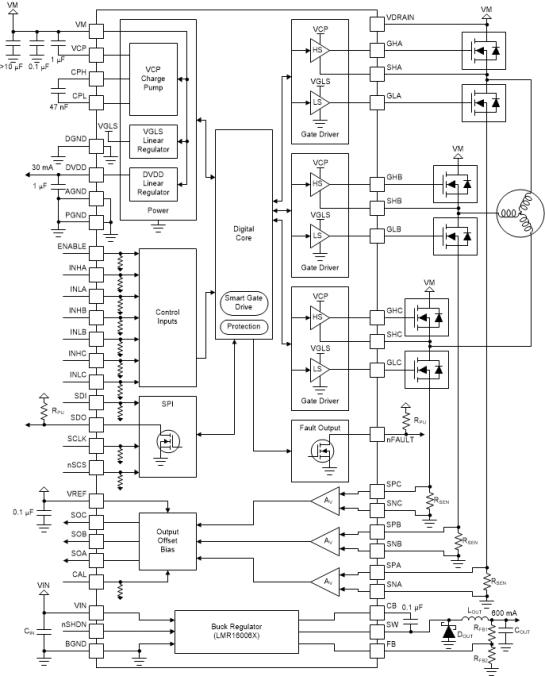 VM
VM
>10 µF
0.1 µF
1 µF
VCP
CPH
CPL
47 nF
DGND
30 mA
DVDD
1 µF
AGND
PGND
ENABLE
INHA
INLA
INHB
INLB
INHC
INLC
SDI
RPU
SDO
SCLK
nSCS
VREF
0.1 µF
SOC
SOB
SOA
CAL
VIN
VIN
CIN
nSHDN
BGND
VCP
Charge
Pump
VGLS
VGLS
Linear
Regulator
DVDD
Linear
Regulator
Power
Digital
Core
Smart Gate
Drive
Protection
Control
Inputs
SPI
Output
Offset
Bias
Buck Regulator
(LMR16006X)
VCP
HS
VGLS
LS
Gate Driver
VCP
HS
VGLS
LS
Gate Driver
VCP
HS
VGLS
LS
Gate Driver
Fault Output
AV
AV
AV
VDRAIN
VM
GHA
SHA
GLA
VM
GHB
SHB
GLB
VM
GHC
SHC
GLC
RPU
nFAULT
SPC
SNC
RSEN
SPB
SNB
RSEN
SPA
SNA
RSEN
CB
0.1 µF
SW
LOUT
600 mA
DOUT
RFB1
COUT
FB
RFB2